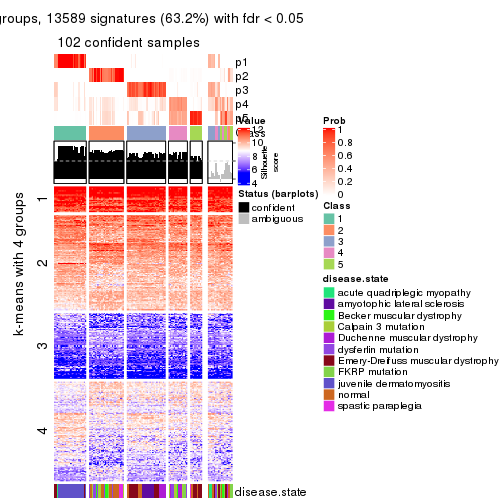 groups, 13589 signatures (63.2%) with fdr < 0.05
102 confident samples
p1
p2
p3
p4
p5
Class
Silhouette
score
k-means with 4 groups
1
2
3
4
disease.state
Value
12
10
8
6
4
Status (barplots)
confident
ambiguous
Prob
1
0.8
0.6
0.4
0.2
0
Class
1
2
3
4
5
disease.state
acute quadriplegic myopathy
amyotophic lateral sclerosis
Becker muscular dystrophy
Calpain 3 mutation
Duchenne muscular dystrophy
dysferlin mutation
Emery-Dreifuss muscular dystrophy
FKRP mutation
juvenile dermatomyositis
normal
spastic paraplegia